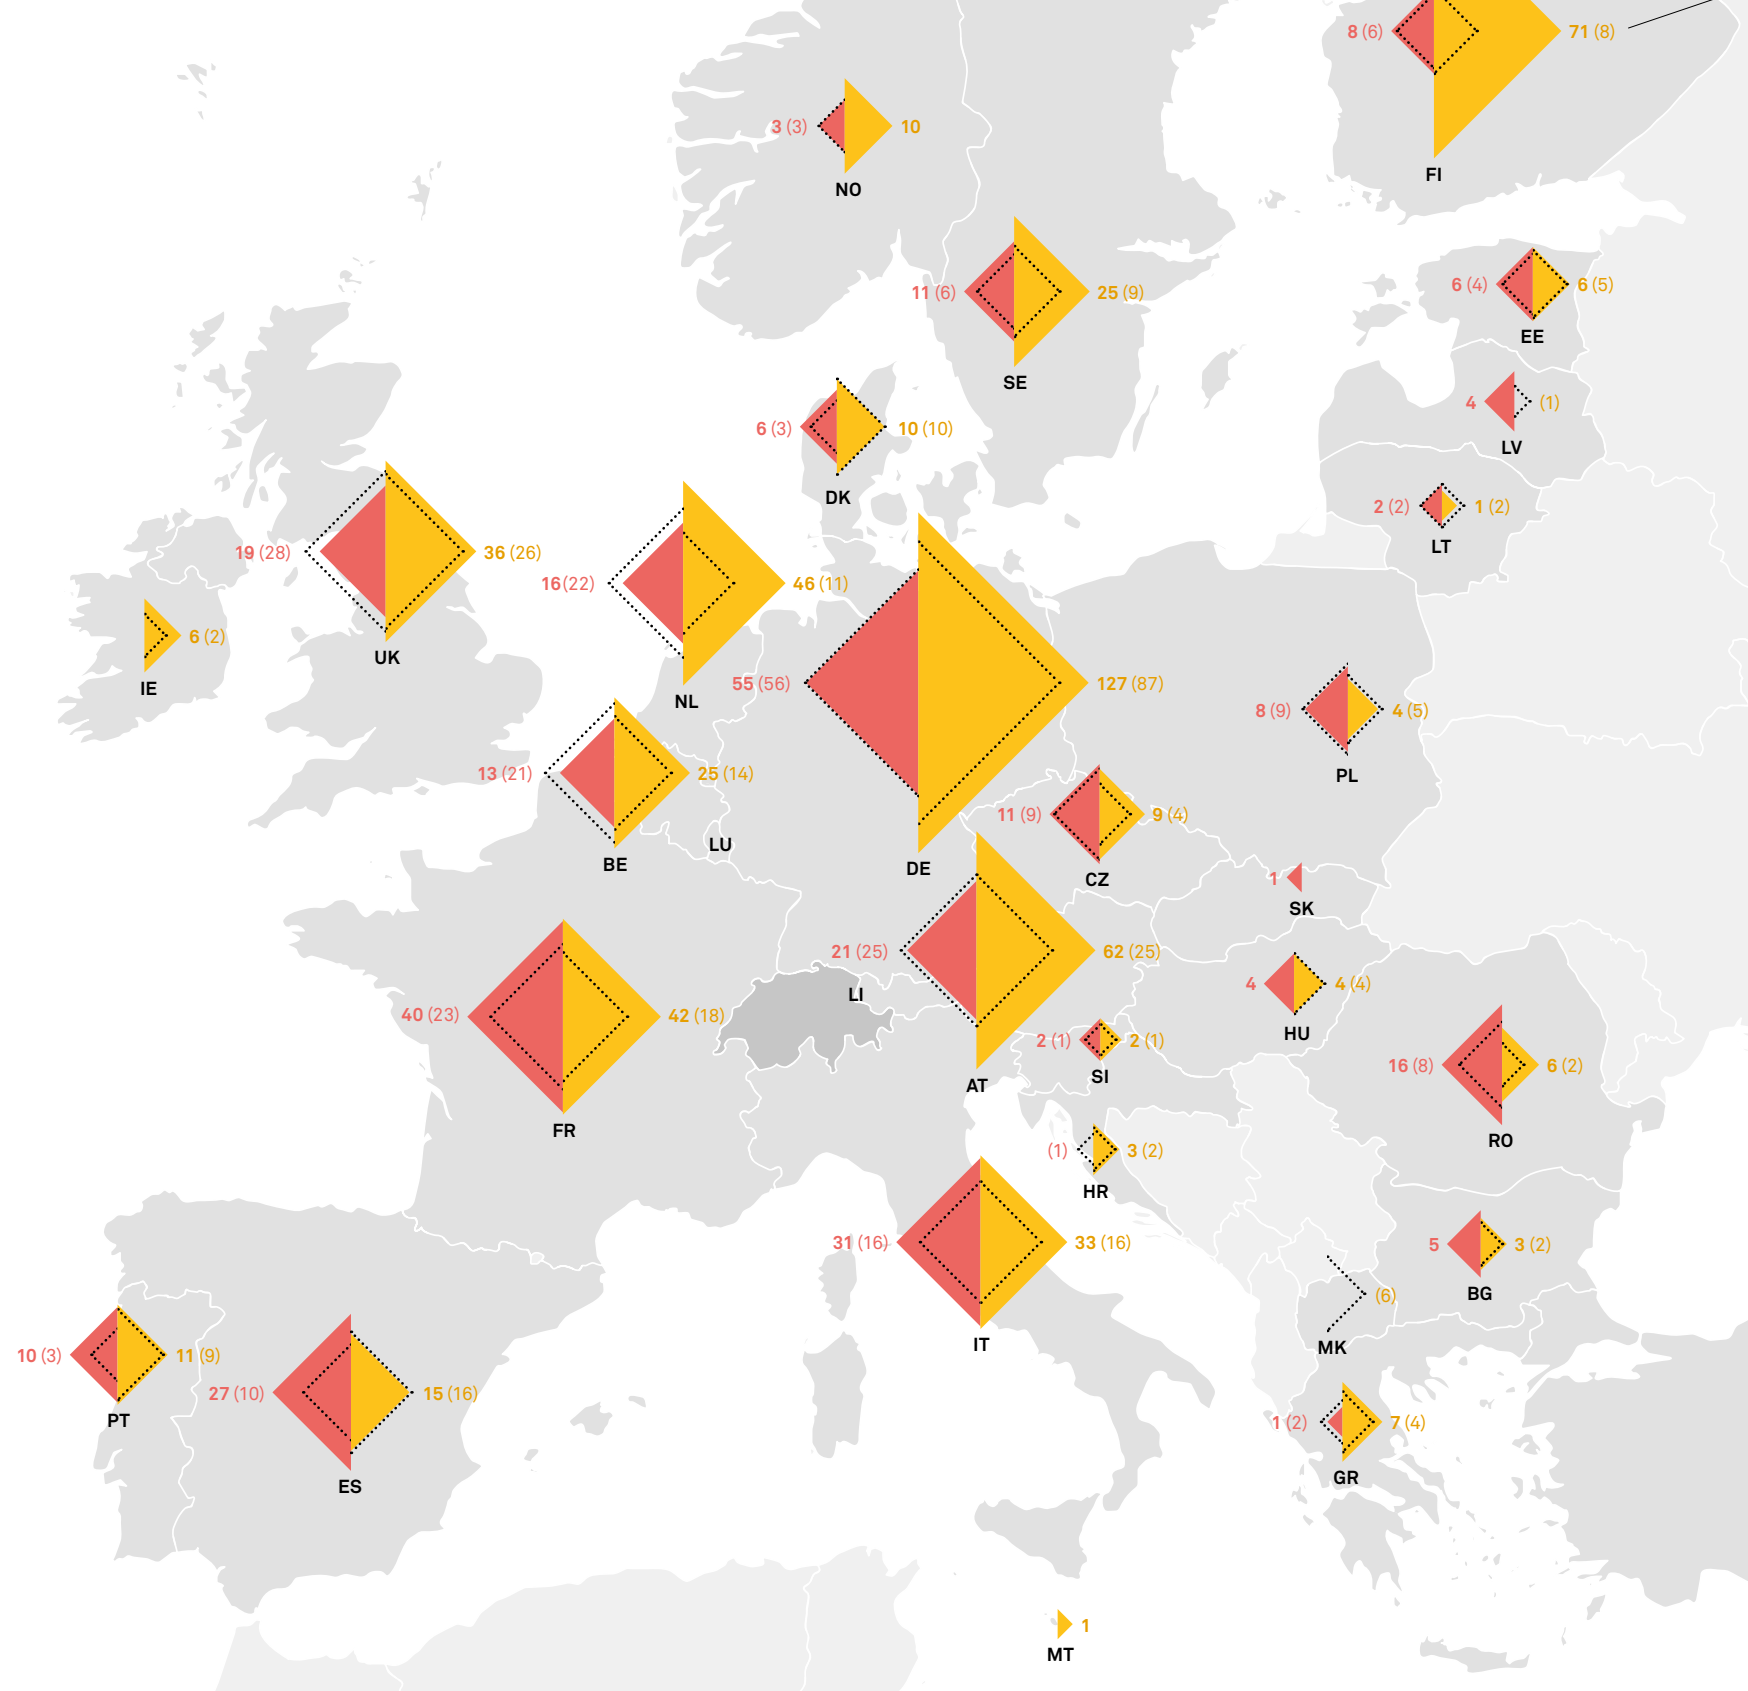 8 (6) 71 (8)
FI
3 (3) 10
NO
11 (6) 25 (9)
SE
6 (4) 6 (5)
EE
4 (1)
LV
6 (3) 10 (10)
DK
2 (2) 1 (2)
LT
19 (28) 36 (26)
UK
16 (22) 46 (11)
NL
6 (2)
IE
55 (56) 127 (87)
DE
8 (9) 4 (5)
PL
13 (21) 25 (14)
BE
LU
11 (9) 9 (4)
CZ
1
SK
21 (25) 62 (25)
AT
LI
4 4 (4)
HU
40 (23) 42 (18)
FR
2 (1) 2 (1)
SI
16 (8) 6 (2)
RO
(1) 3 (2)
HR
31 (16) 33 (16)
IT
5 3 (2)
BG
(6)
MK
10 (3) 11 (9)
PT
27 (10) 15 (16)
ES
1 (2) 7 (4)
GR
1
MT